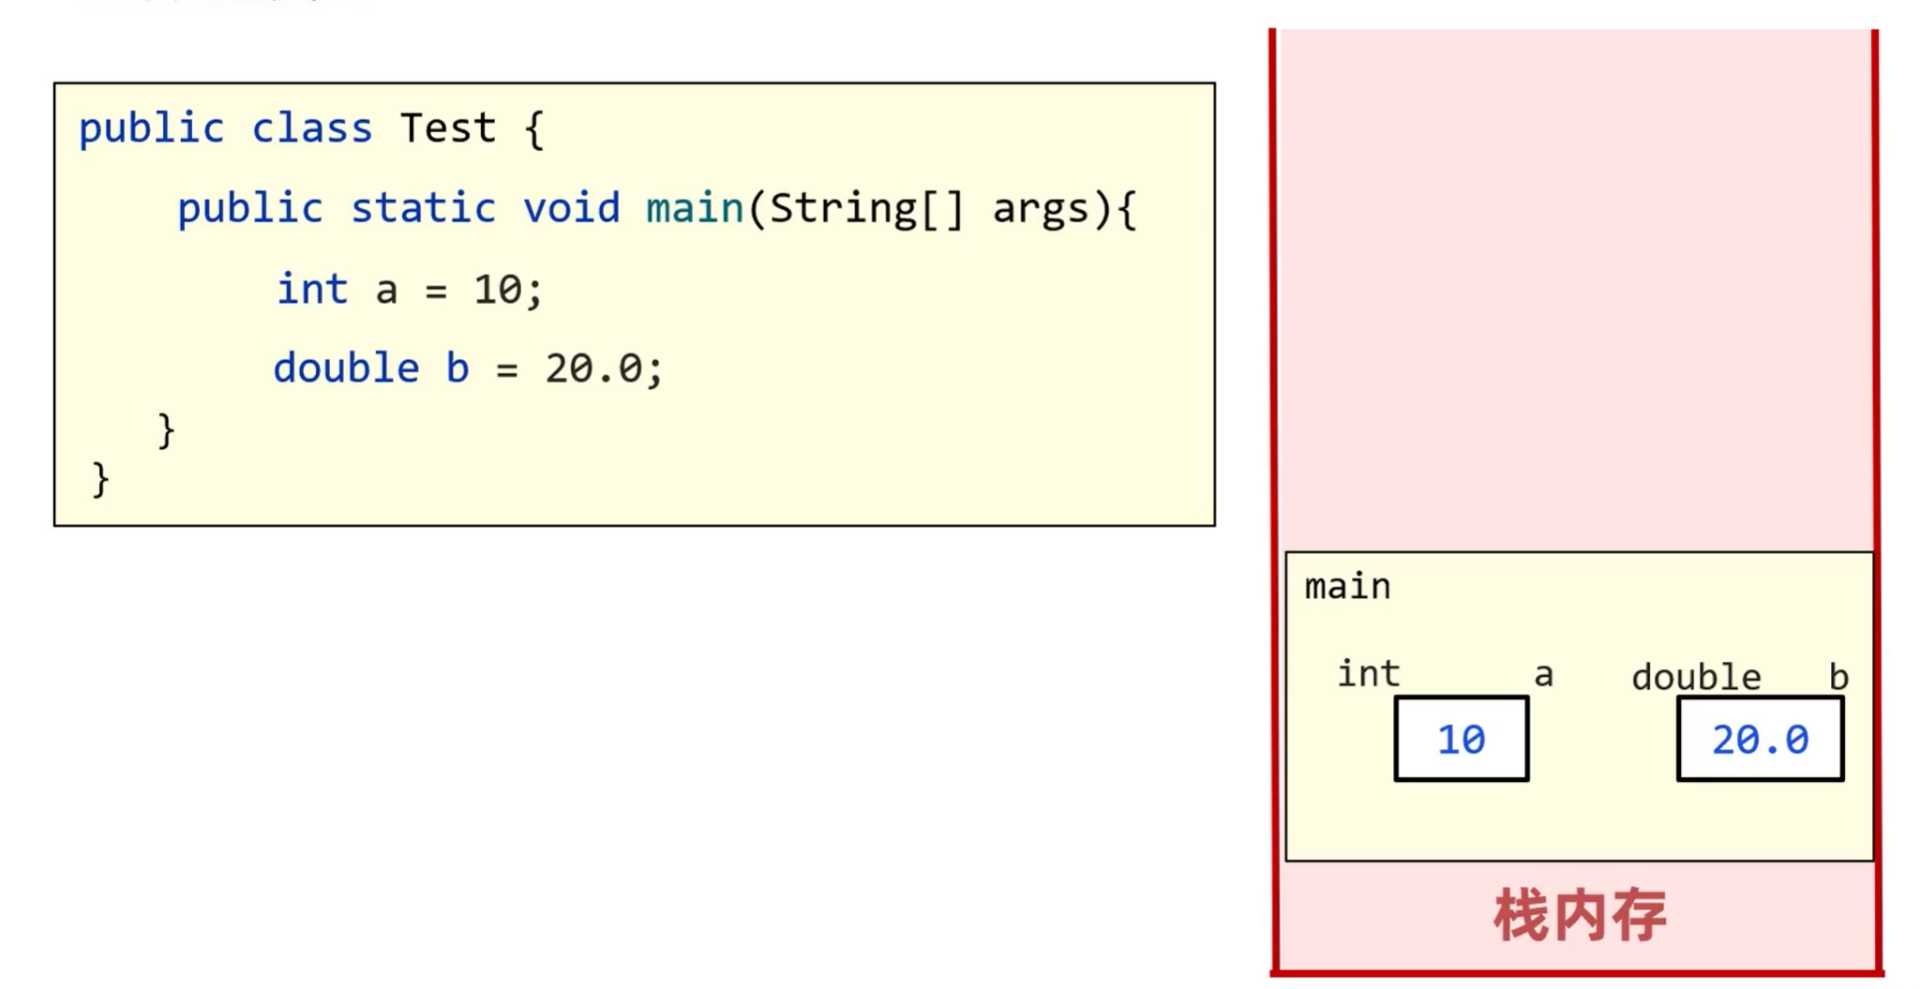 public class Test {
public static void main(String[] args){
int a = 10;
double b = 20.0;
}
}
main
int a double b
10 20.0
栈内存